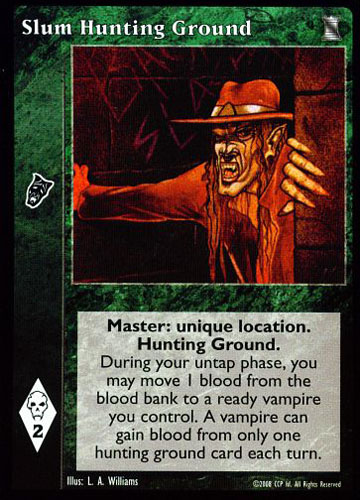 Slum Hunting Ground
Master: unique location.
Hunting Ground.
During your untap phase, you
may move 1 blood from the
blood bank to a ready vampire
you control. A vampire can
gain blood from only one
hunting ground card each turn.
2
Illus: L. A. Williams
©2008 CCP hf. All Rights Reserved